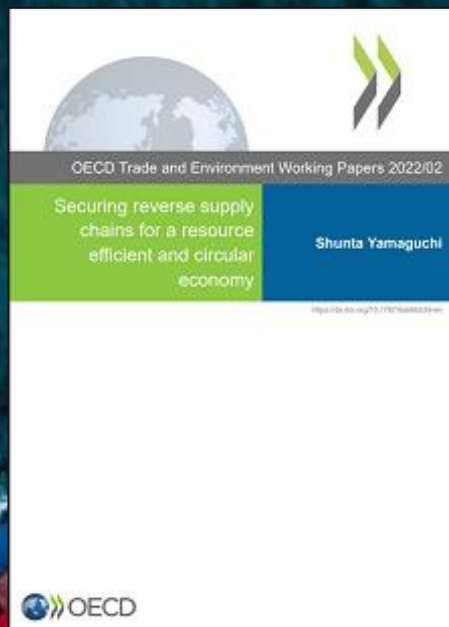 OECD Trade and Environment Working Papers 2022/02
Securing reverse supply
chains for a resource
efficient and circular
economy
Shunta Yamaguchi
OECD